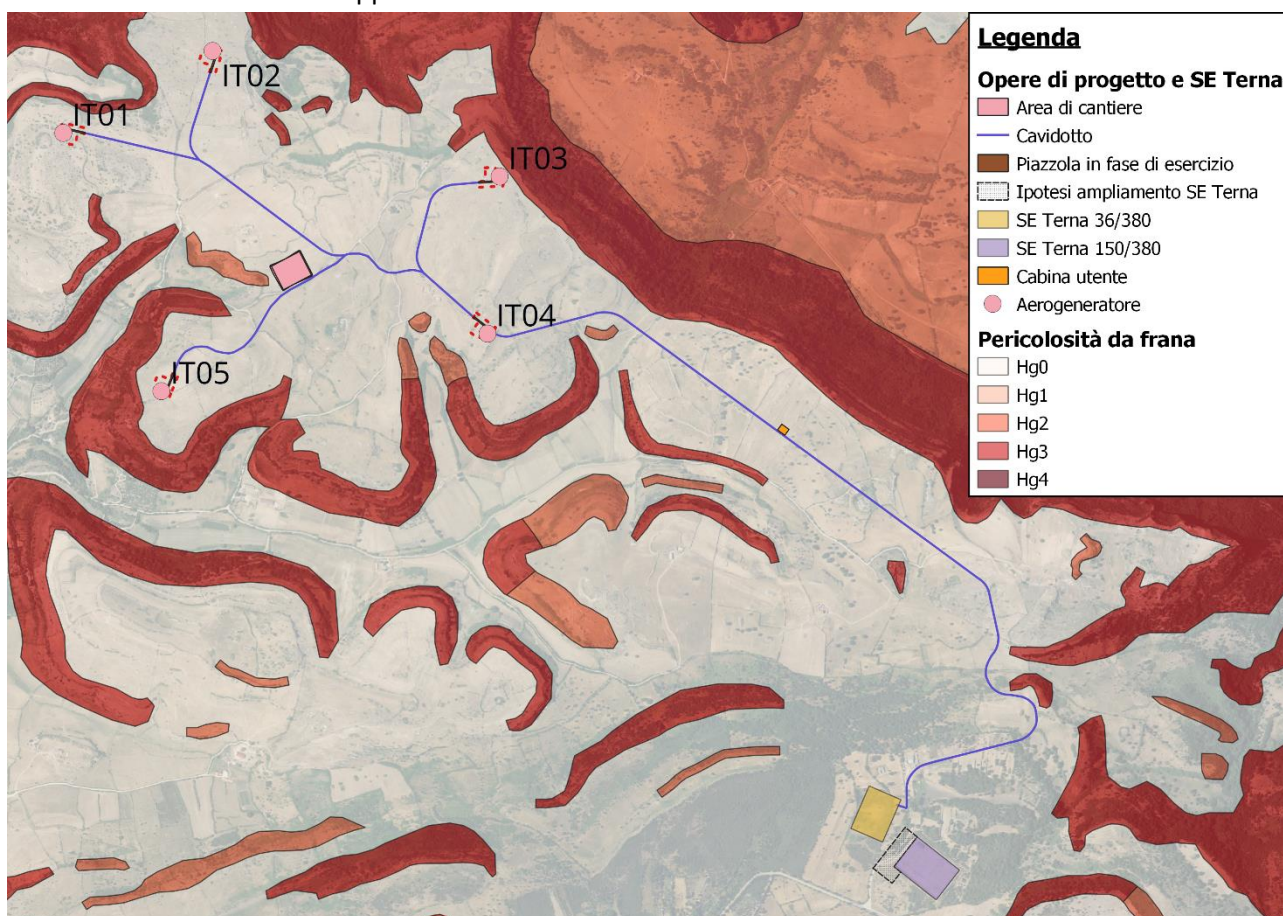 IT02
IT01
IT03
IT04
IT05
Legenda
Opere di progetto e SE Terna
Area di cantiere
Cavidotto
Piazzola in fase di esercizio
Ipotesi ampliamento SE Terna
SE Terna 36/380
SE Terna 150/380
Cabina utente
Aerogeneratore
Pericolosità da frana
Hg0
Hg1
Hg2
Hg3
Hg4